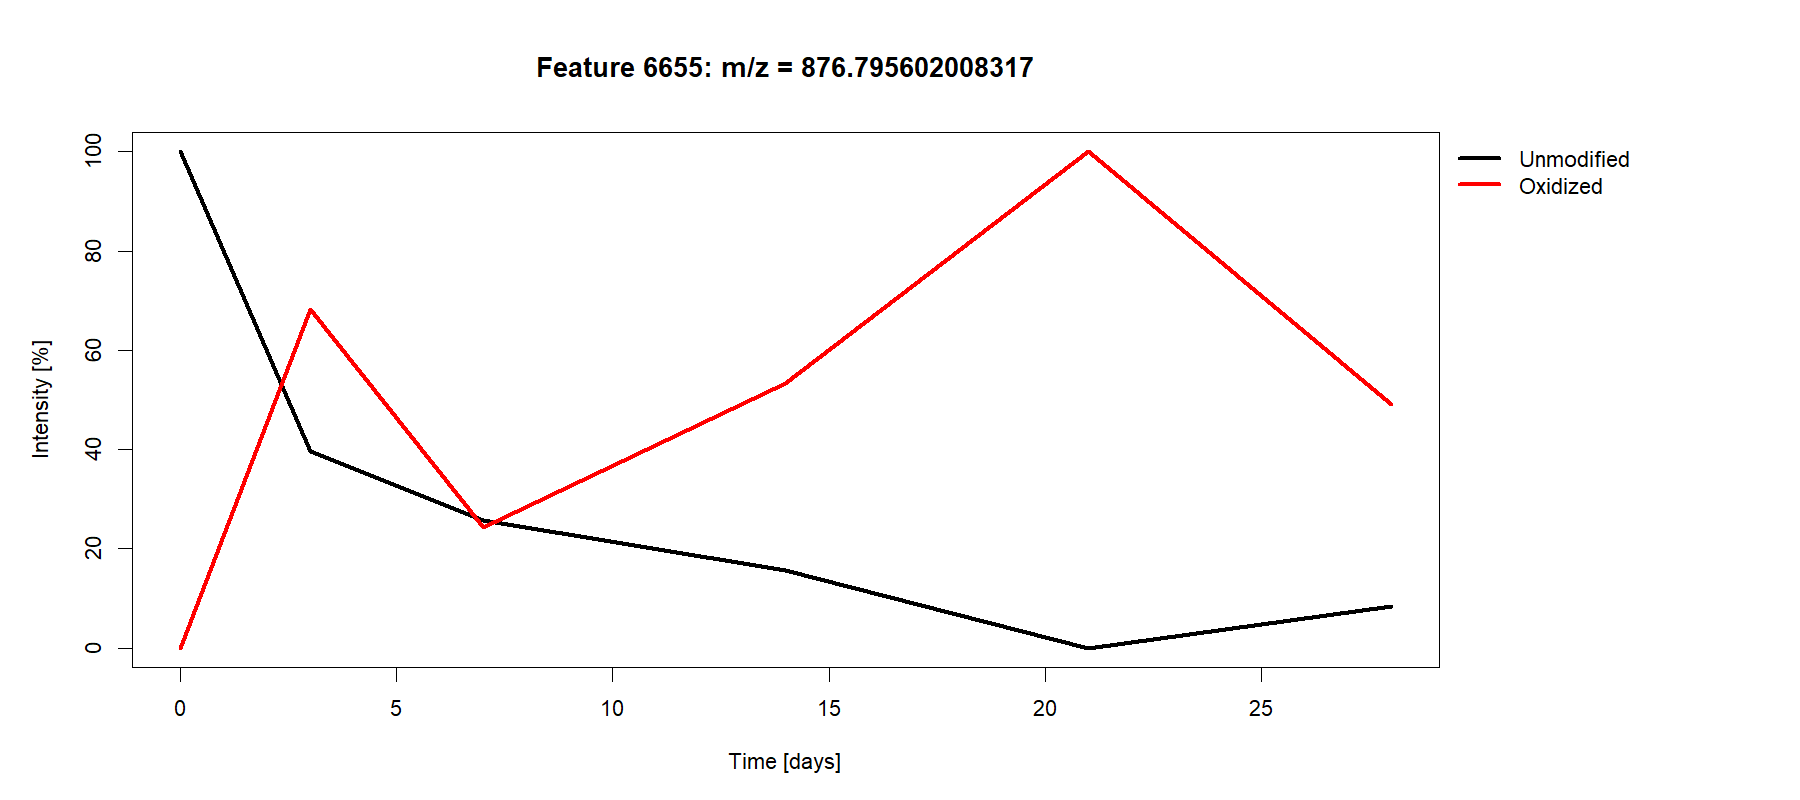 Feature 6655: m/z = 876.795602008317
Unmodified
Oxidized
100
80
60
40
20
0
Intensity [%]
0 5 10 15 20 25
Time [days]